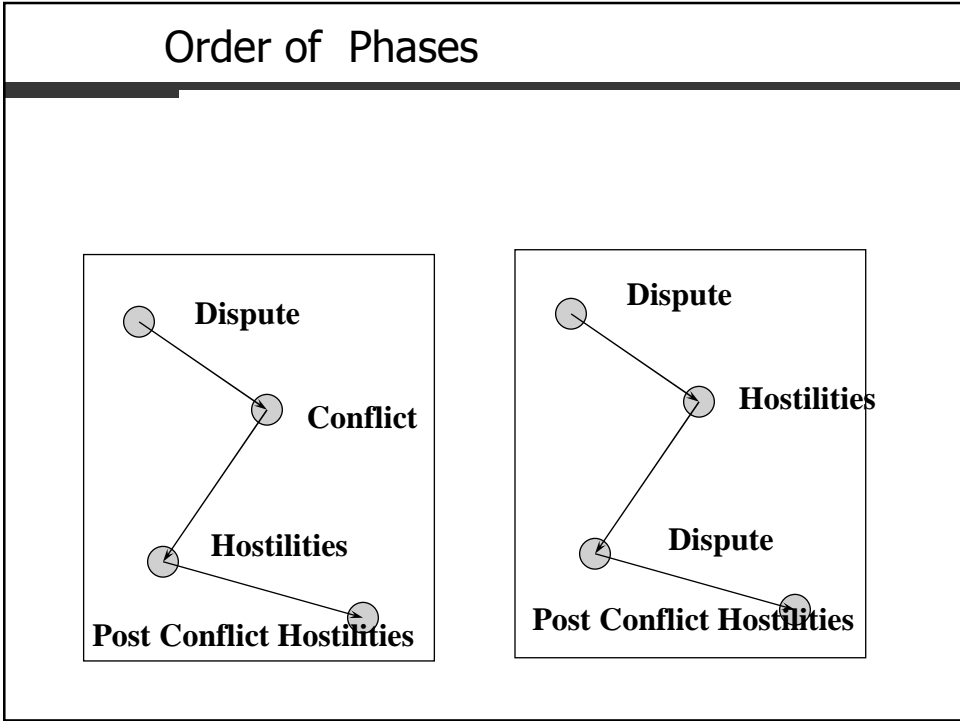 Order of  Phases
Dispute
Conflict
Hostilities
Post Conflict Hostilities
Dispute
Hostilities
Dispute
Post Conflict Hostilities